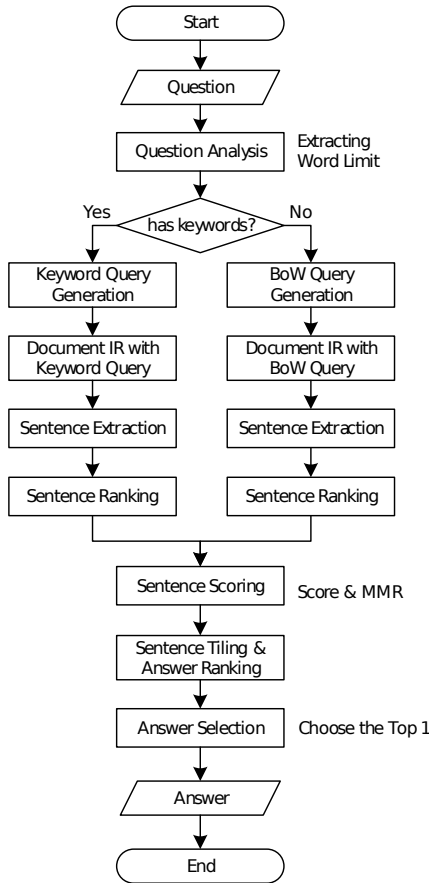 Start
Question
Question Analysis
Extracting
Word Limit
has keywords?
Yes
No
Keyword Query
Generation
BoW Query
Generation
Document IR with
Keyword Query
Document IR with
BoW Query
Sentence Extraction
Sentence Extraction
Sentence Ranking
Sentence Ranking
Sentence Scoring
Score & MMR
Sentence Tiling &
Answer Ranking
Answer Selection
Choose the Top 1
Answer
End